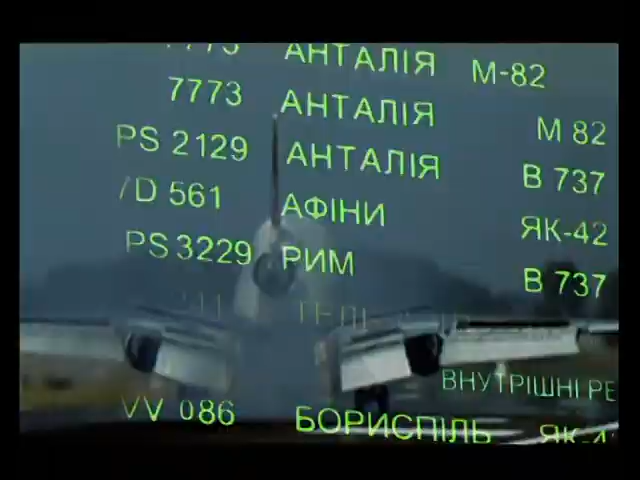 АНТАЛІЯ М-82
7773 АНТАЛІЯ М 82
PS 2129 АНТАЛІЯ В 737
/D 561 АФІНИ ЯК-42
PS 3229 РИМ В 737
ВНУТРІШНІ РЕ
VV 086 БОРИСПІЛЬ